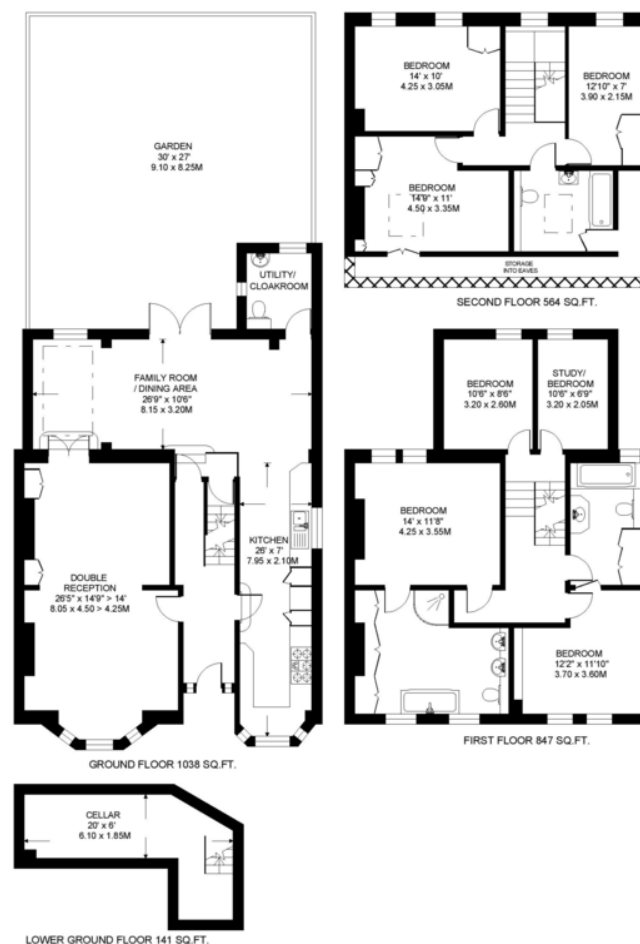 GARDEN
30' x 27'
9.10 x 8.25M
UTILITY/
CLOAKROOM
FAMILY ROOM
/ DINING AREA
26'9" x 10'6"
8.15 x 3.20M
KITCHEN
26' x 7'
7.95 x 2.10M
DOUBLE
RECEPTION
26'5" x 14'9" > 14'
8.05 x 4.50 > 4.25M
GROUND FLOOR 1038 SQ.FT.
CELLAR
20' x 6'
6.10 x 1.85M
LOWER GROUND FLOOR 141 SQ.FT.
BEDROOM
14' x 10'
4.25 x 3.05M
BEDROOM
12'10" x 7'
3.90 x 2.15M
BEDROOM
14'9" x 11'
4.50 x 3.35M
STORAGE
INTO EAVES
SECOND FLOOR 564 SQ.FT.
BEDROOM
10'6" x 8'6"
3.20 x 2.60M
STUDY/
BEDROOM
10'6" x 6'9"
3.20 x 2.05M
BEDROOM
14' x 11'8"
4.25 x 3.55M
BEDROOM
12'2" x 11'10"
3.70 x 3.60M
FIRST FLOOR 847 SQ.FT.